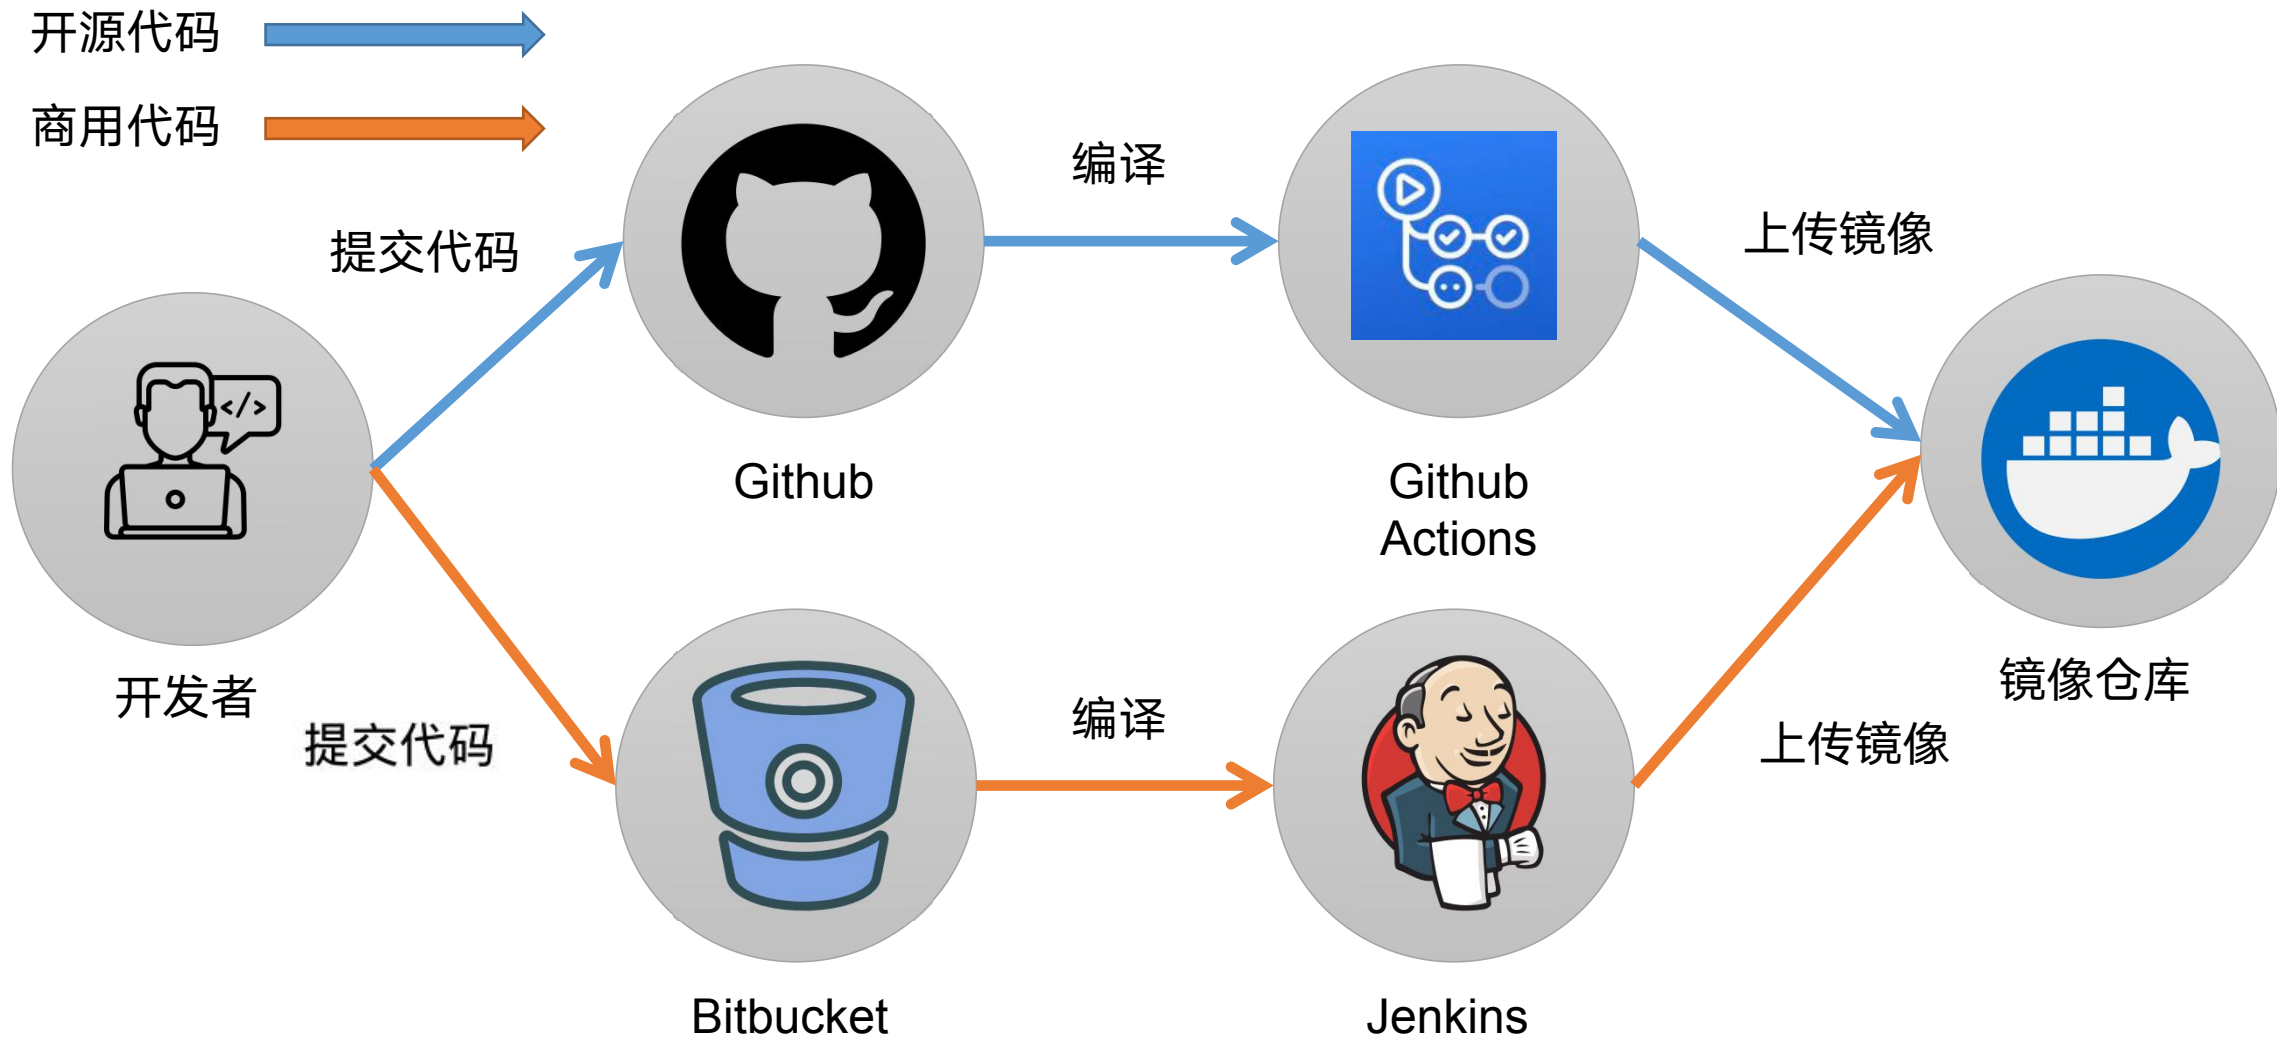 开源代码
商用代码
提交代码
编译
上传镜像
Github
Github
Actions
</>
开发者
提交代码
编译
上传镜像
镜像仓库
Bitbucket
Jenkins